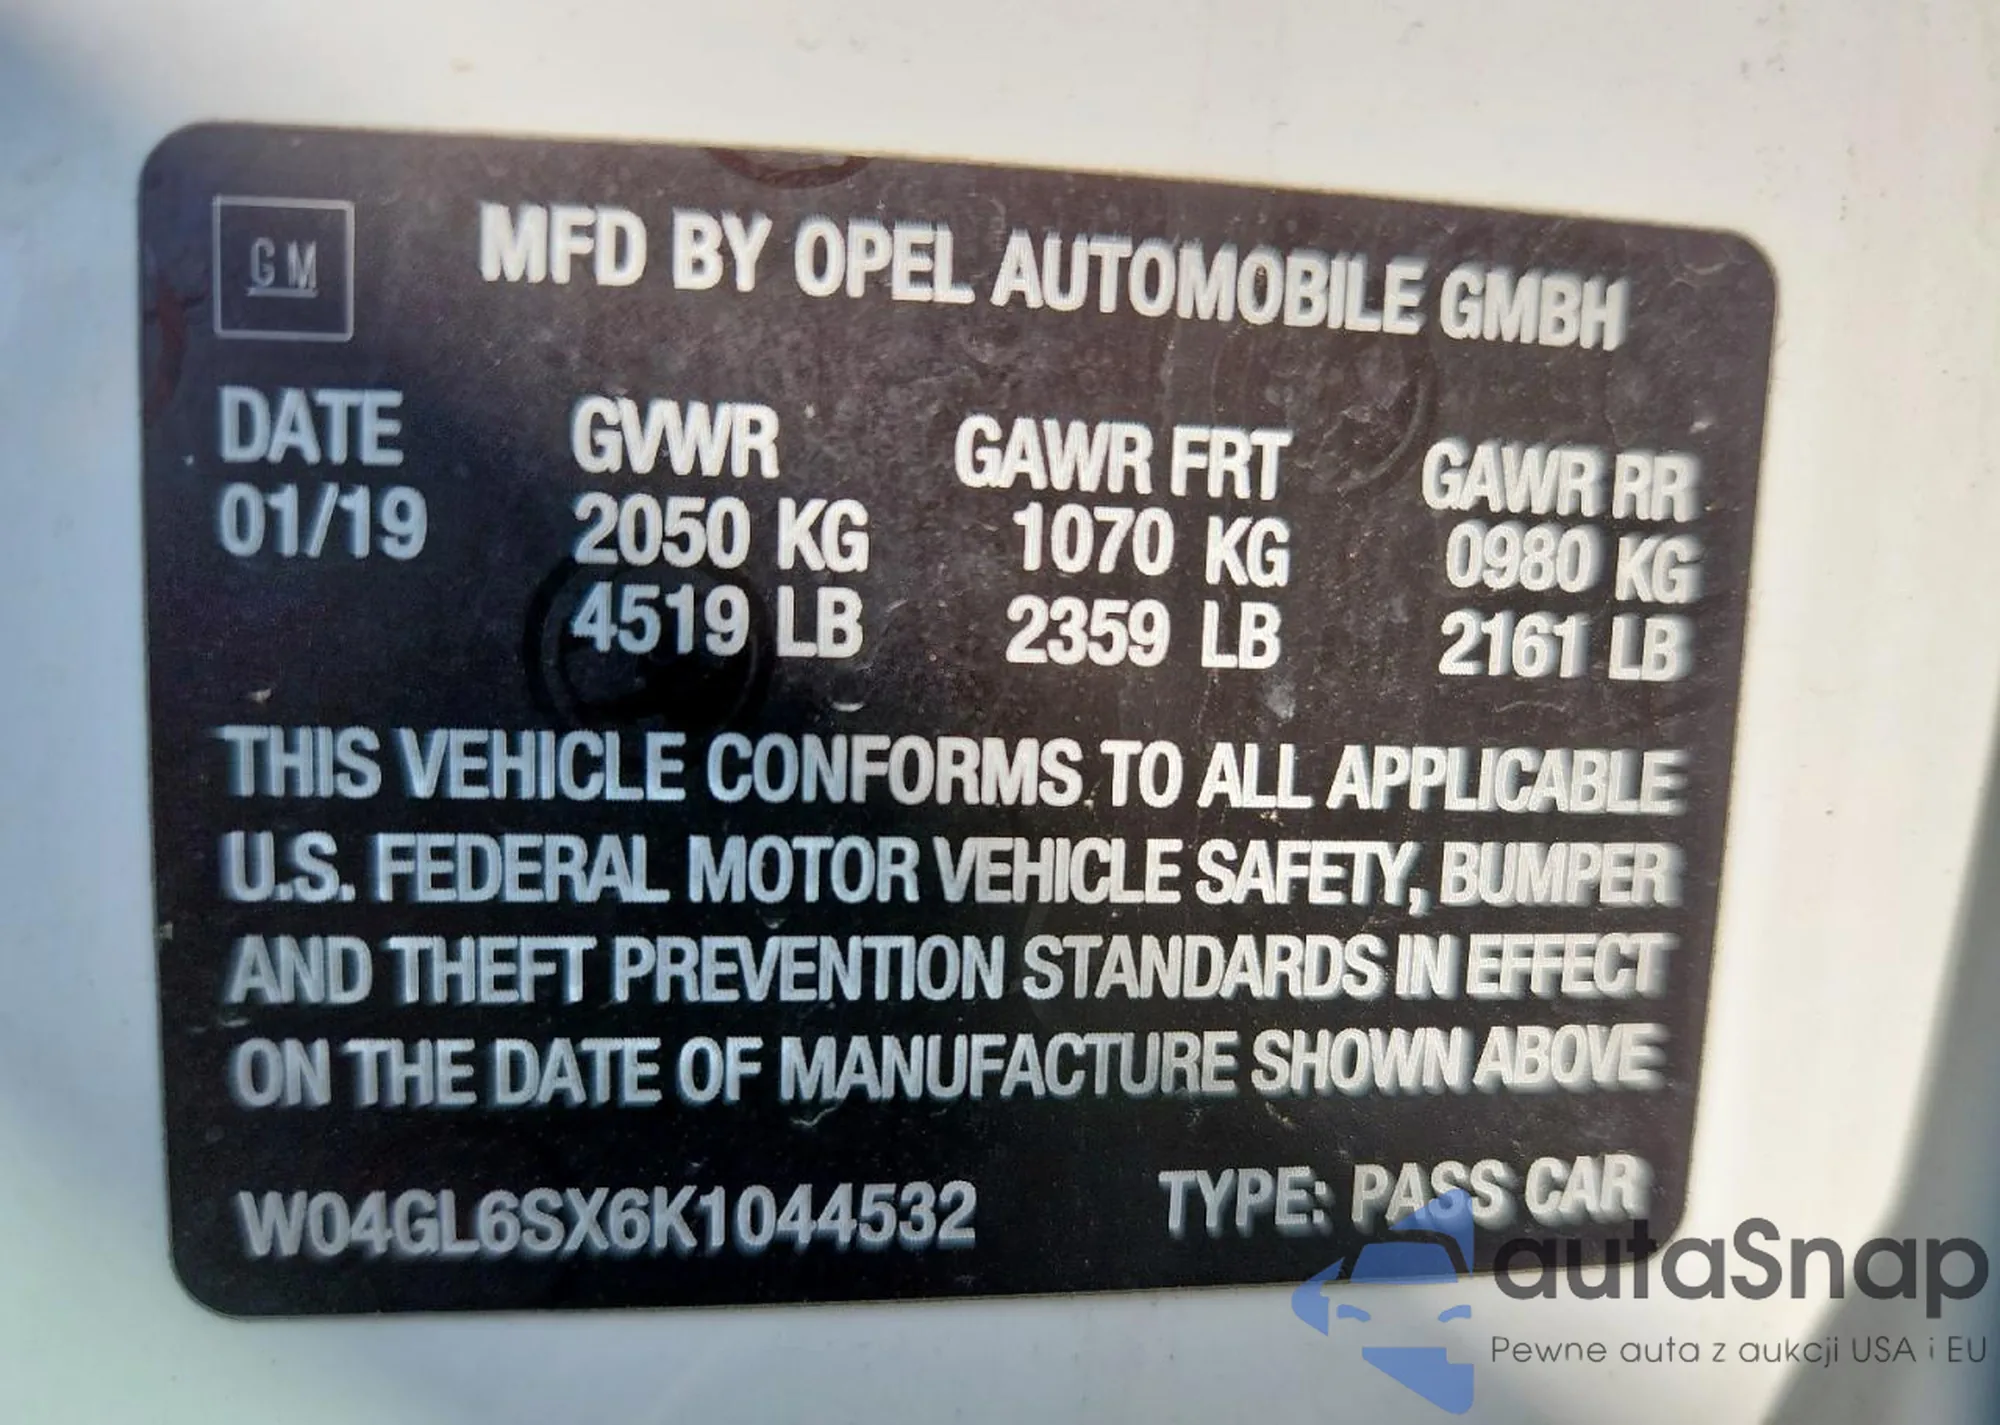 GM
MFD BY OPEL AUTOMOBILE GMBH
DATE GVWR GAWR FRT GAWR RR
01/19 2050 KG 1070 KG 0980 KG
4519 LB 2359 LB 2161 LB
THIS VEHICLE CONFORMS TO ALL APPLICABLE
U.S. FEDERAL MOTOR VEHICLE SAFETY, BUMPER
AND THEFT PREVENTION STANDARDS IN EFFECT
ON THE DATE OF MANUFACTURE SHOWN ABOVE
W04GL6SX6K1044532 TYPE: PASS CAR
autaSnap
Pewne auta z aukcji USA i EU